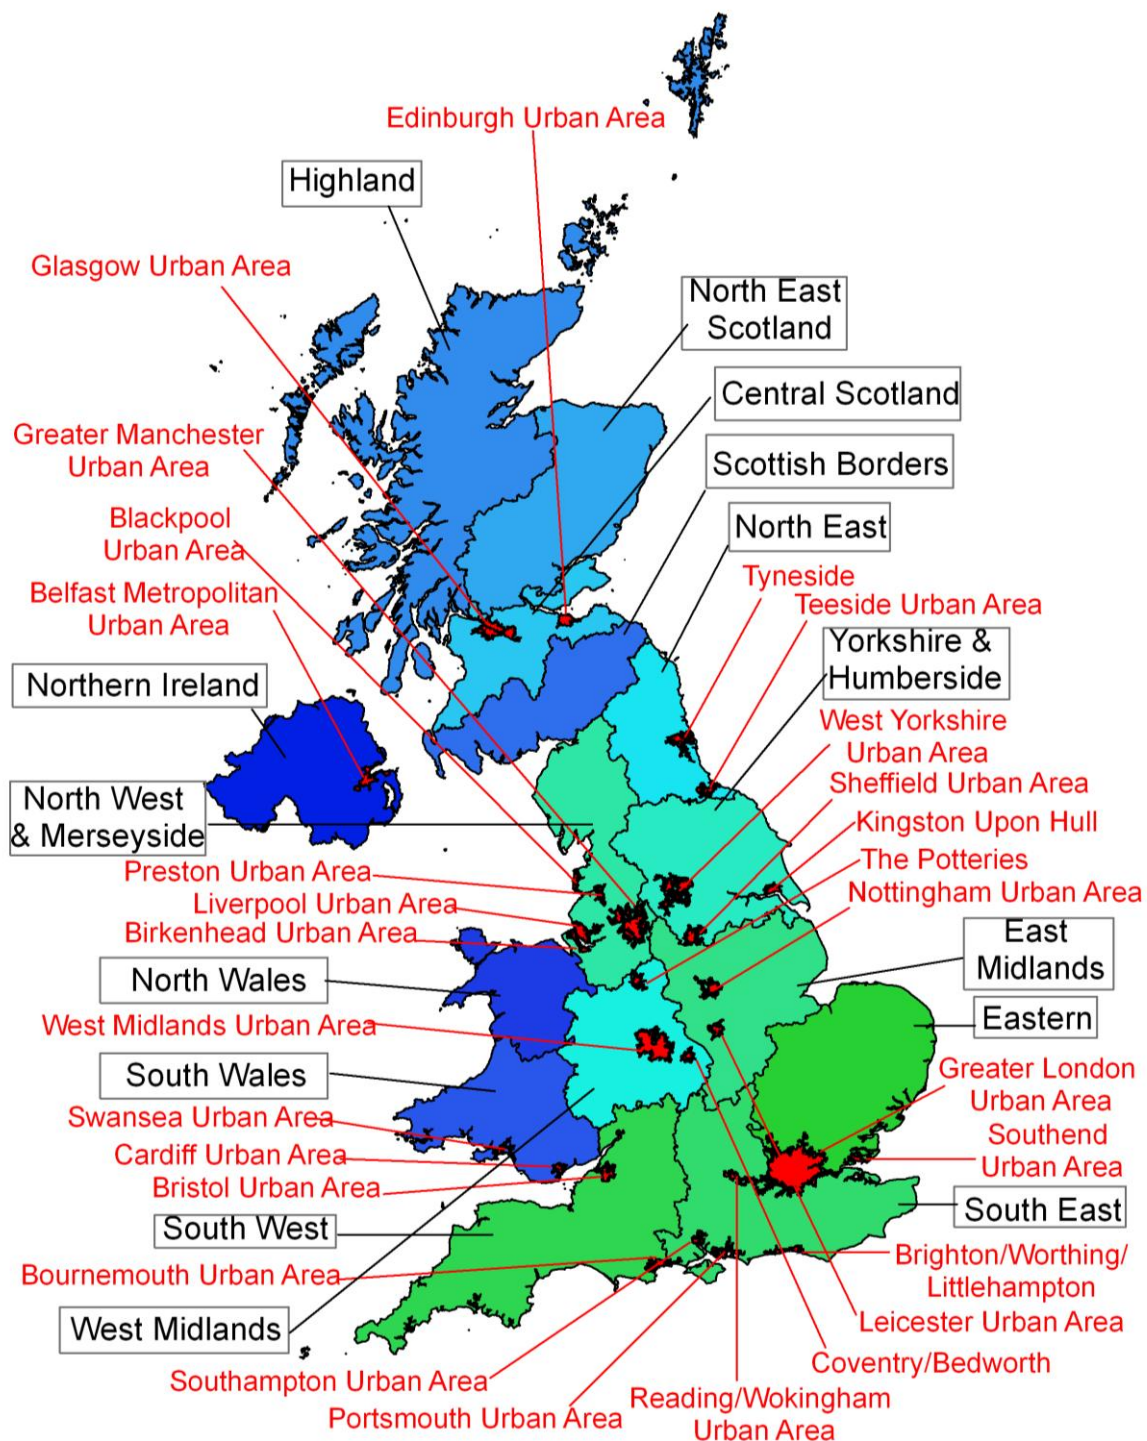 Edinburgh Urban Area
Highland
Glasgow Urban Area
North East
Scotland
Central Scotland
Greater Manchester
Urban Area
Scottish Borders
Blackpool
Urban Area
North East
Tyneside
Belfast Metropolitan
Urban Area
Teeside Urban Area
Yorkshire &
Humberside
Northern Ireland
West Yorkshire
Urban Area
Sheffield Urban Area
North West
& Merseyside
Kingston Upon Hull
The Potteries
Preston Urban Area
Nottingham Urban Area
Liverpool Urban Area
Birkenhead Urban Area
East
Midlands
North Wales
West Midlands Urban Area
Eastern
South Wales
Greater London
Urban Area
Swansea Urban Area
Southend
Urban Area
Cardiff Urban Area
Bristol Urban Area
South East
South West
Brighton/Worthing/
Littlehampton
Bournemouth Urban Area
West Midlands
Leicester Urban Area
Coventry/Bedworth
Southampton Urban Area
Reading/Wokingham
Urban Area
Portsmouth Urban Area